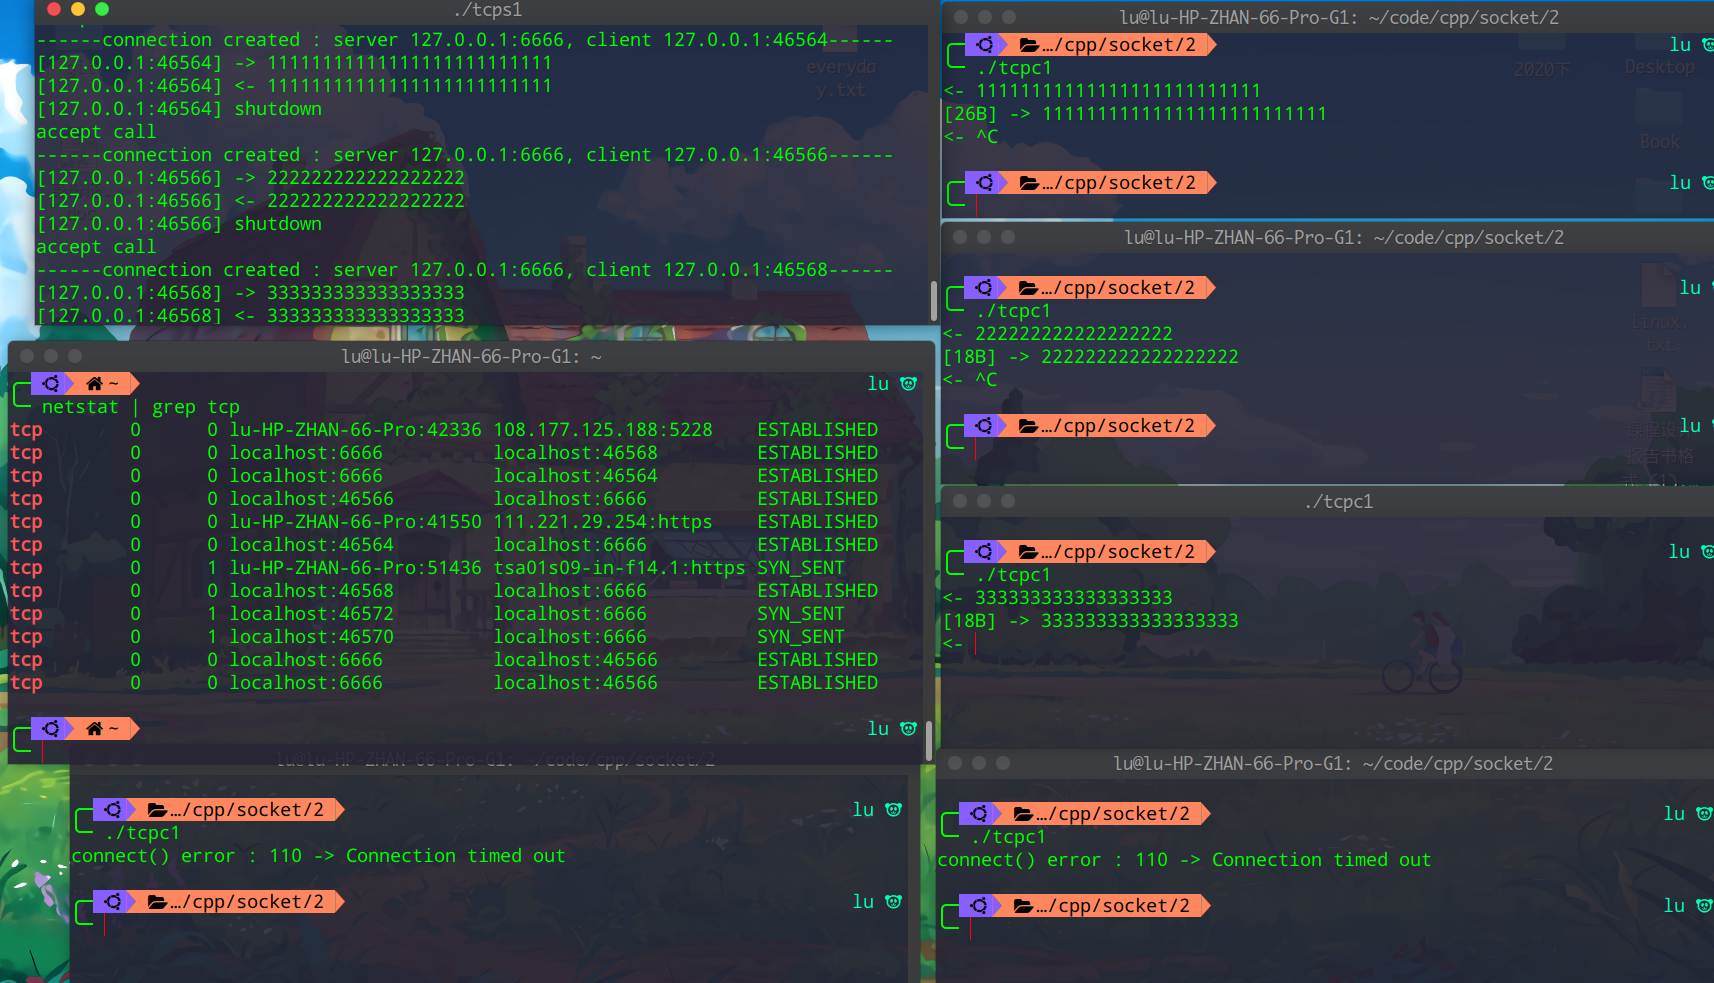 ./tcps1
------connection created : server 127.0.0.1:6666, client 127.0.0.1:46564------
[127.0.0.1:46564] -> 11111111111111111111111111
[127.0.0.1:46564] <- 11111111111111111111111111
[127.0.0.1:46564] shutdown
accept call
------connection created : server 127.0.0.1:6666, client 127.0.0.1:46566------
[127.0.0.1:46566] -> 222222222222222222
[127.0.0.1:46566] <- 222222222222222222
[127.0.0.1:46566] shutdown
accept call
------connection created : server 127.0.0.1:6666, client 127.0.0.1:46568------
[127.0.0.1:46568] -> 333333333333333333
[127.0.0.1:46568] <- 333333333333333333
everyda
y.txt
lu@lu-HP-ZHAN-66-Pro-G1: ~/code/cpp/socket/2
…/cpp/socket/2 lu
./tcpc1
<- 11111111111111111111111111
[26B] -> 11111111111111111111111111
<- ^C
…/cpp/socket/2 lu
2020下
Desktop
Book
lu@lu-HP-ZHAN-66-Pro-G1: ~/code/cpp/socket/2
…/cpp/socket/2 lu
./tcpc1
<- 222222222222222222
[18B] -> 222222222222222222
<- ^C
…/cpp/socket/2 lu
linux.
txt
报告书格
lu@lu-HP-ZHAN-66-Pro-G1: ~
~ lu
netstat | grep tcp
tcp 0 0 lu-HP-ZHAN-66-Pro:42336 108.177.125.188:5228 ESTABLISHED
tcp 0 0 localhost:6666 localhost:46568 ESTABLISHED
tcp 0 0 localhost:6666 localhost:46564 ESTABLISHED
tcp 0 0 localhost:46566 localhost:6666 ESTABLISHED
tcp 0 0 lu-HP-ZHAN-66-Pro:41550 111.221.29.254:https ESTABLISHED
tcp 0 0 localhost:46564 localhost:6666 ESTABLISHED
tcp 0 1 lu-HP-ZHAN-66-Pro:51436 tsa01s09-in-f14.1:https SYN_SENT
tcp 0 0 localhost:46568 localhost:6666 ESTABLISHED
tcp 0 1 localhost:46572 localhost:6666 SYN_SENT
tcp 0 1 localhost:46570 localhost:6666 SYN_SENT
tcp 0 0 localhost:6666 localhost:46566 ESTABLISHED
tcp 0 0 localhost:6666 localhost:46566 ESTABLISHED
~ lu
./tcpc1
…/cpp/socket/2 lu
./tcpc1
<- 333333333333333333
[18B] -> 333333333333333333
<-
lu@lu-HP-ZHAN-66-Pro-G1: ~/code/cpp/socket/2
…/cpp/socket/2 lu
./tcpc1
connect() error : 110 -> Connection timed out
…/cpp/socket/2 lu
lu@lu-HP-ZHAN-66-Pro-G1: ~/code/cpp/socket/2
…/cpp/socket/2 lu
./tcpc1
connect() error : 110 -> Connection timed out
…/cpp/socket/2 lu